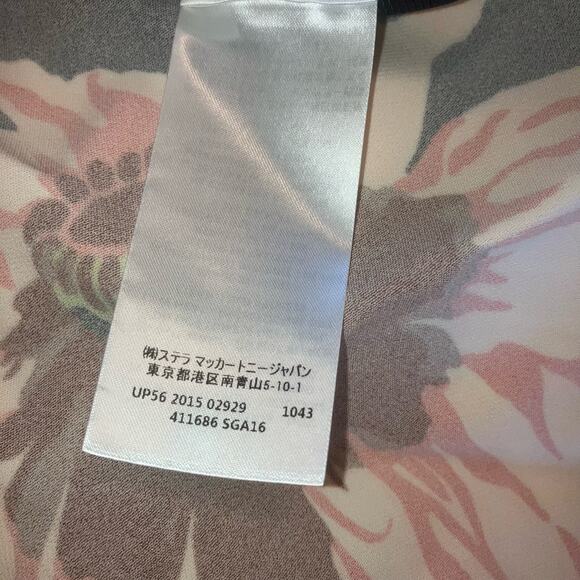 ㈱ステラ マッカートニージャパン
東京都港区南青山5-10-1
UP56 2015 02929 1043
411686 SGA16